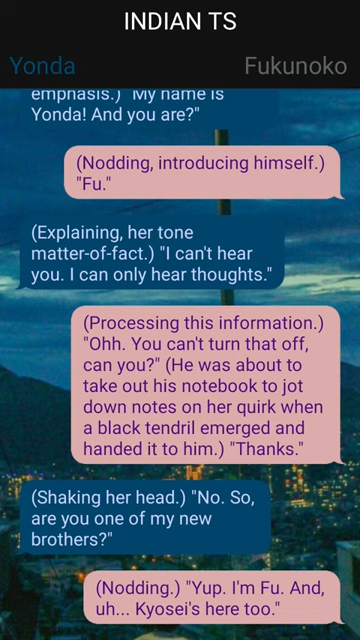 INDIAN TS
Yonda Fukunoko
emphasis.) "My name is
Yonda! And you are?"
(Nodding, introducing himself.)
"Fu."
(Explaining, her tone
matter-of-fact.) "I can't hear
you. I can only hear thoughts."
(Processing this information.)
"Ohh. You can't turn that off,
can you?" (He was about to
take out his notebook to jot
down notes on her quirk when
a black tendril emerged and
handed it to him.) "Thanks."
(Shaking her head.) "No. So,
are you one of my new
brothers?"
(Nodding.) "Yup. I'm Fu. And,
uh... Kyosei's here too."